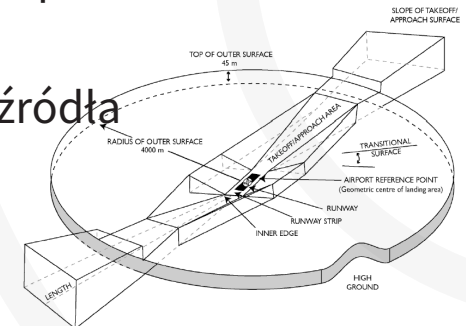 SLOPE OF TAKEOFF/
APPROACH SURFACE
TOP OF OUTER SURFACE
45 m
źródła
RADIUS OF OUTER SURFACE
4000 m
TAKEOFF/APPROACH AREA
TRANSITIONAL
SURFACE
AIRPORT REFERENCE POINT
(Geometric centre of landing area)
RUNWAY
RUNWAY STRIP
INNER EDGE
LENGTH
HIGH
GROUND